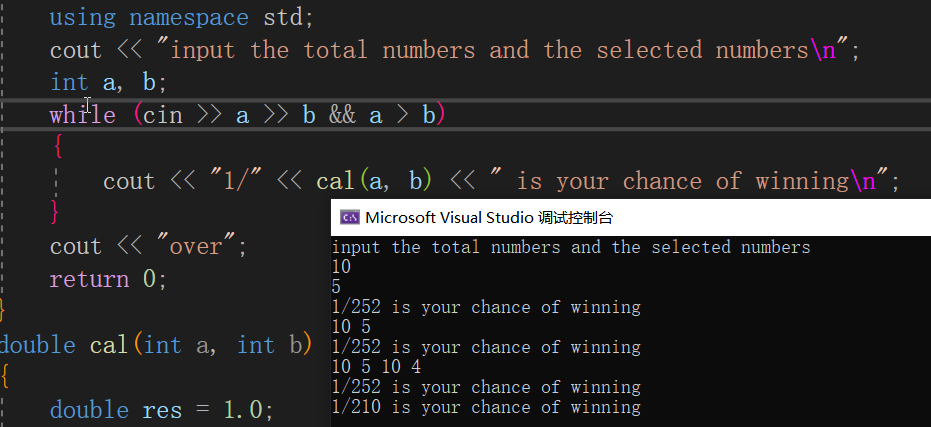 using namespace std;
cout << "input the total numbers and the selected numbers\n";
int a, b;
while (cin >> a >> b && a > b)
{
cout << "1/" << cal(a, b) << " is your chance of winning\n";
}
cout << "over";
return 0;
}
double cal(int a, int b)
{
double res = 1.0;
Microsoft Visual Studio 调试控制台
input the total numbers and the selected numbers
10
5
1/252 is your chance of winning
10 5
1/252 is your chance of winning
10 5 10 4
1/252 is your chance of winning
1/210 is your chance of winning